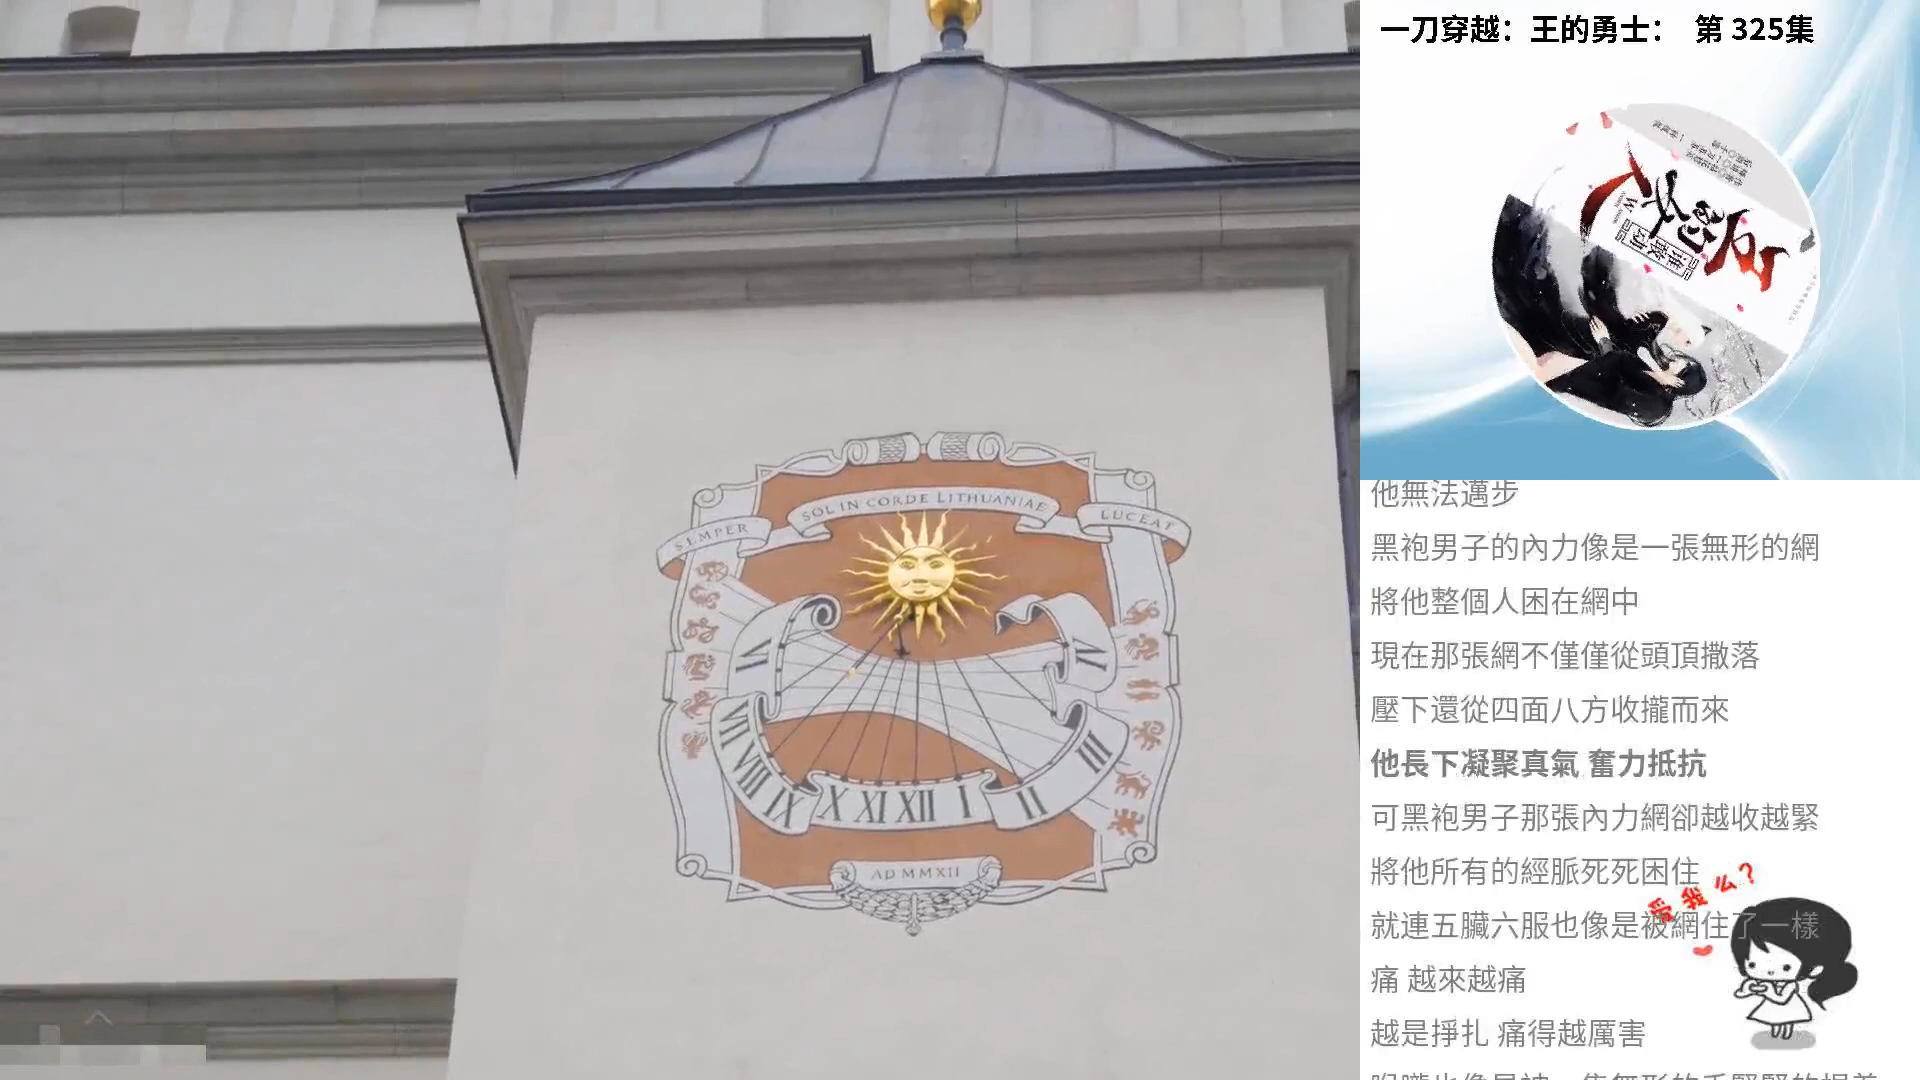 一刀穿越：王的勇士： 第 325集
SEMPER
SOL IN CORDE LITHUANIAE
LUCEAT
VI
VII
VIII
IX
X
XI
XII
I
II
III
IV
AD MMXII
他無法邁步
黑袍男子的內力像是一張無形的網
將他整個人困在網中
現在那張網不僅僅從頭頂撒落
壓下還從四面八方收攏而來
他長下凝聚真氣 奮力抵抗
可黑袍男子那張內力網卻越收越緊
將他所有的經脈死死困住
就連五臟六服也像是被網住了一樣
痛 越來越痛
越是掙扎 痛得越厲害
受我么？